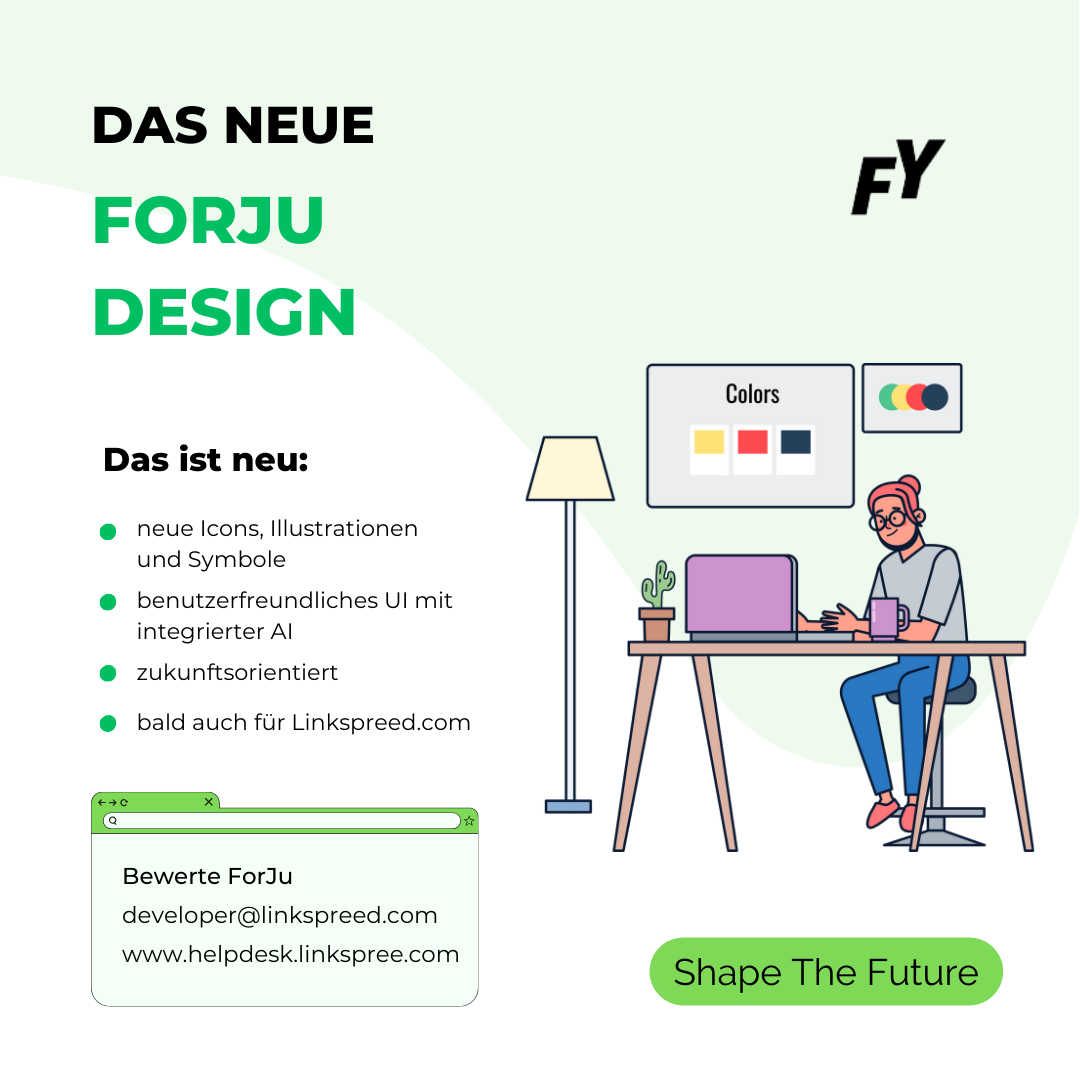 DAS NEUE
FORJU
DESIGN
FY
Colors
Das ist neu:
neue Icons, Illustrationen
und Symbole
benutzerfreundliches UI mit
integrierter AI
zukunftsorientiert
bald auch für Linkspreed.com
Bewerte ForJu
developer@linkspreed.com
www.helpdesk.linkspree.com
Shape The Future